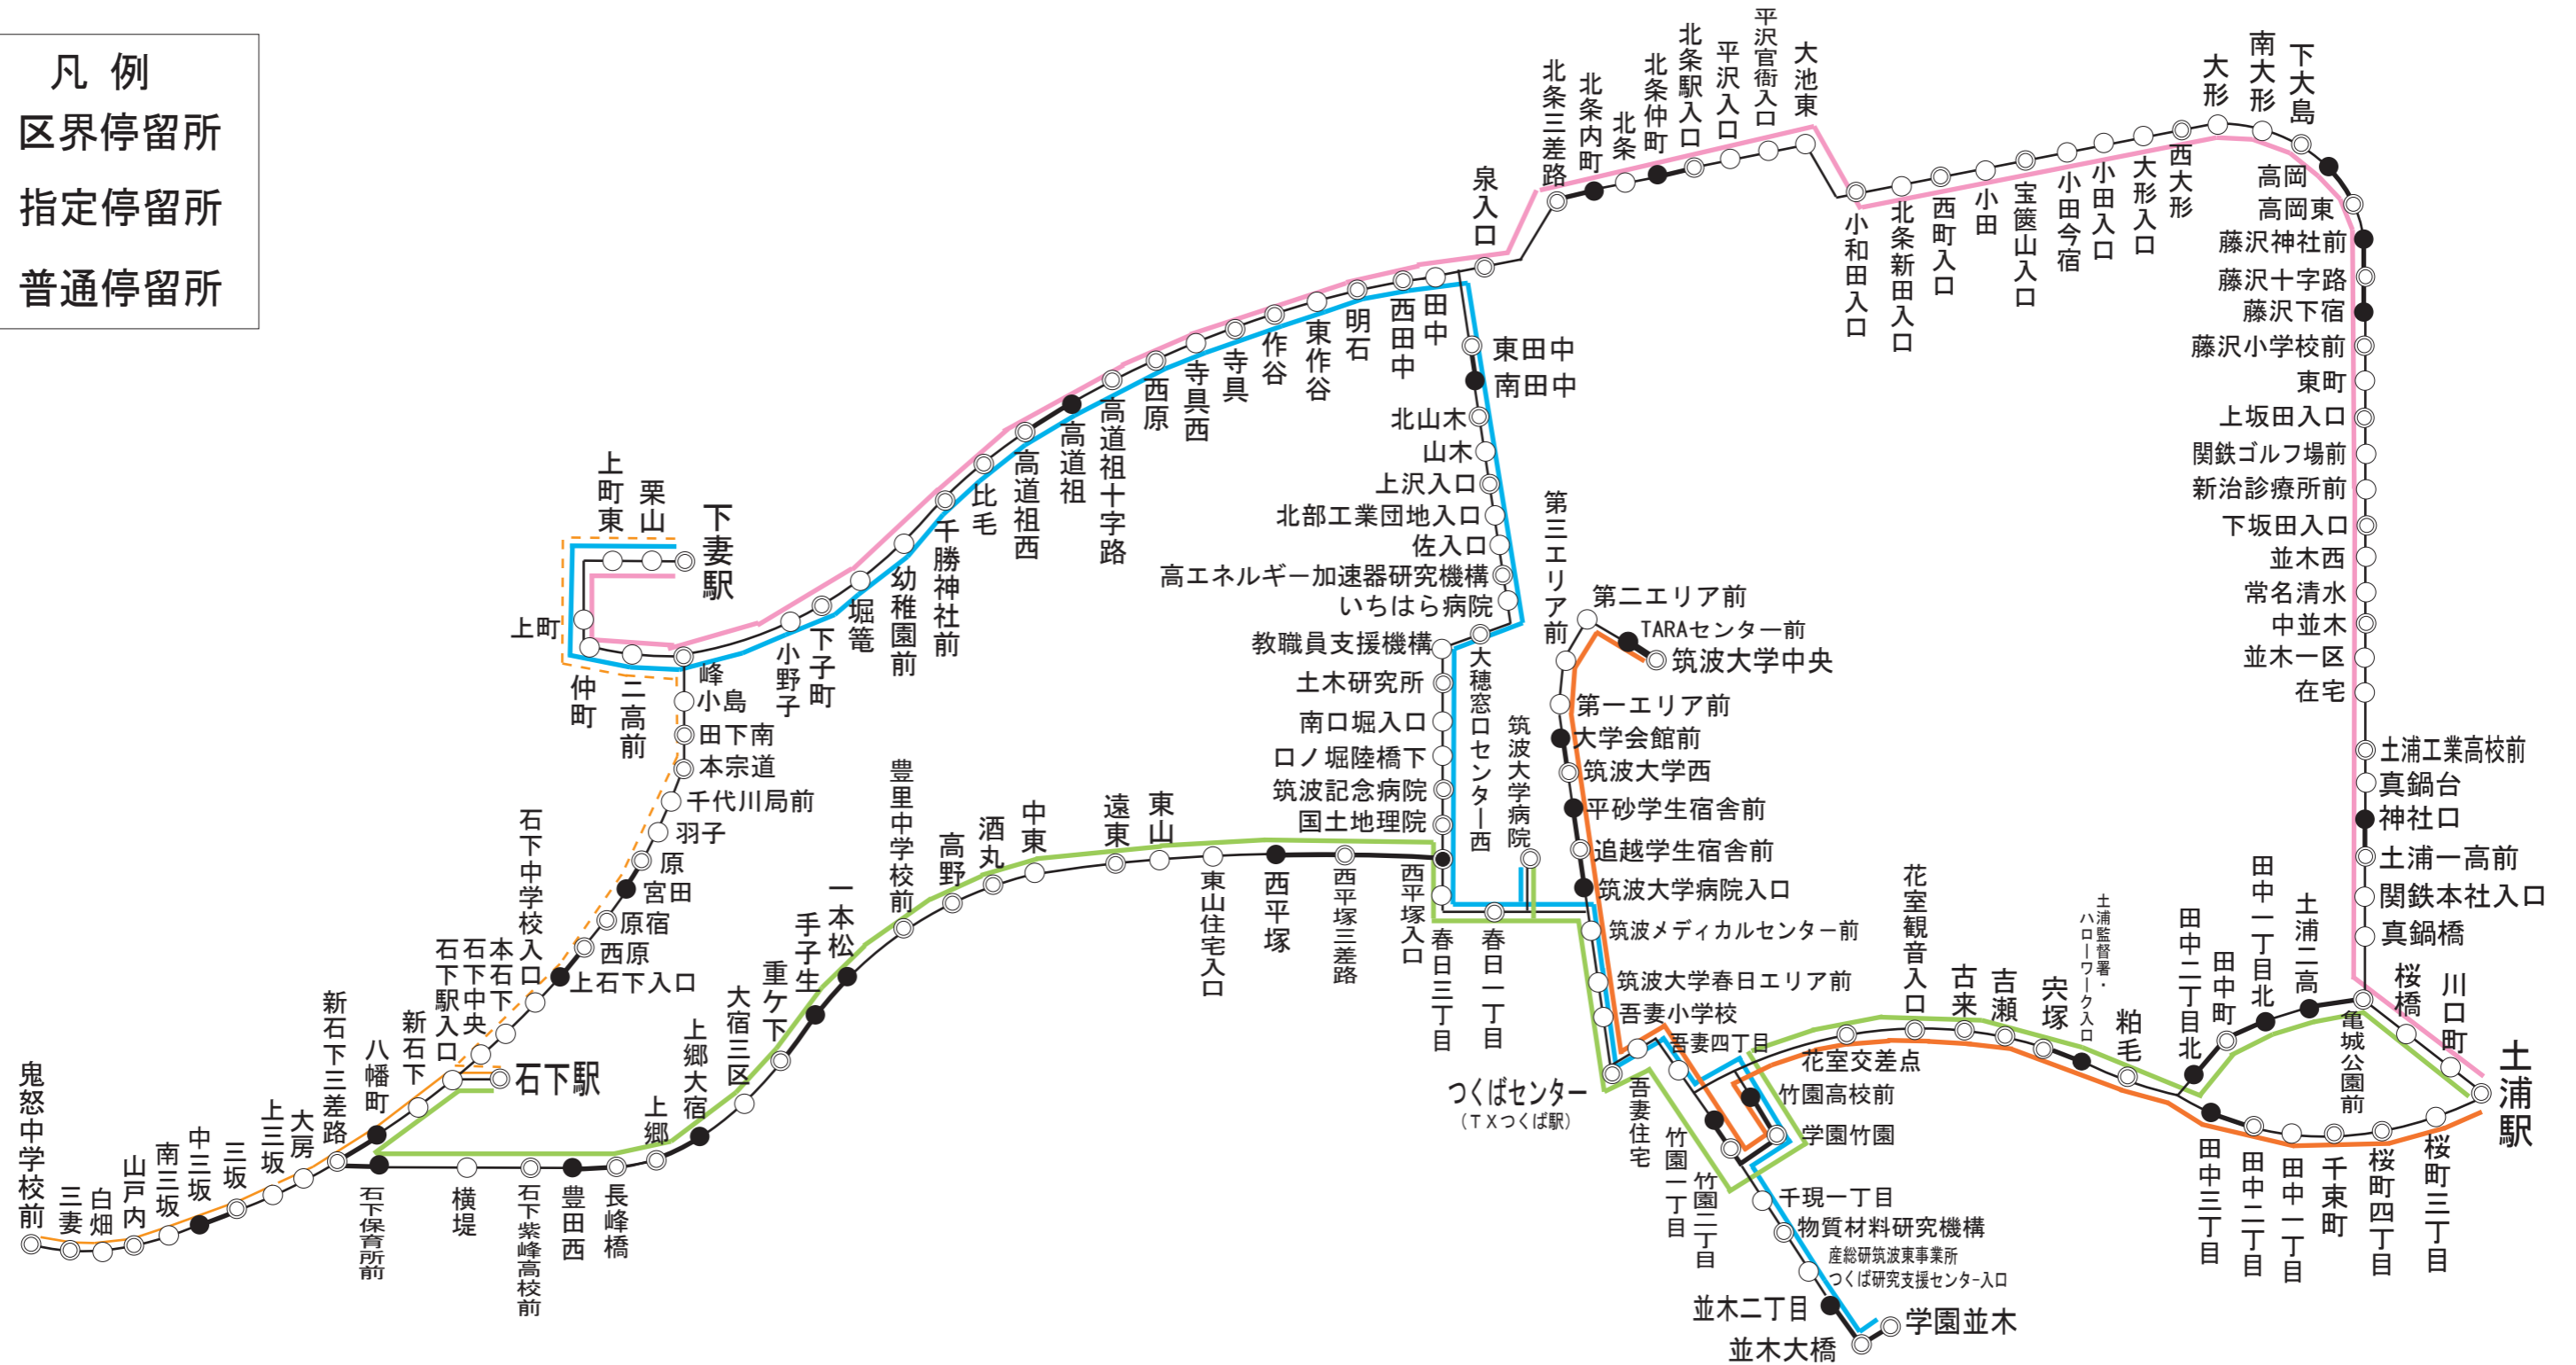 凡例
区界停留所
指定停留所
普通停留所
下妻駅
栗山
上町東
上町
仲町
二高前
峰
小野子
下子町
堀篭
幼稚園前
千勝神社前
比毛
高道祖西
高道祖
高道祖十字路
西原
寺具西
寺具
作谷
東作谷
明石
西田中
田中
泉入口
北条三差路
北条内町
北条
北条仲町
北条駅入口
平沢入口
平沢官衙入口
大池東
小和田入口
北条新田入口
西町入口
小田
宝篋山入口
小田今宿
小田入口
大形入口
西大形
大形
南大形
下大島
高岡
高岡東
藤沢神社前
藤沢十字路
藤沢下宿
藤沢小学校前
東町
上坂田入口
関鉄ゴルフ場前
新治診療所前
下坂田入口
並木西
常名清水
中並木
並木一区
在宅
土浦工業高校前
真鍋台
神社口
土浦一高前
関鉄本社入口
真鍋橋
桜橋
川口町
土浦駅
東田中
南田中
北山木
山木
上沢入口
北部工業団地入口
佐入口
高エネルギー加速器研究機構
いちはら病院
大穂窓口センター西
教職員支援機構
土木研究所
南口堀入口
口ノ堀陸橋下
筑波記念病院
国土地理院
西平塚入口
春日三丁目
春日一丁目
筑波大学病院
第三エリア前
第二エリア前
TARAセンター前
筑波大学中央
第一エリア前
大学会館前
筑波大学西
平砂学生宿舎前
追越学生宿舎前
筑波大学病院入口
筑波メディカルセンター前
筑波大学春日エリア前
吾妻小学校
つくばセンター
(TXつくば駅)
吾妻住宅
吾妻四丁目
竹園一丁目
竹園二丁目
竹園高校前
学園竹園
千現一丁目
物質材料研究機構
産総研筑波東事業所
つくば研究支援センター入口
並木二丁目
並木大橋
学園並木
花室交差点
花室観音入口
古来
吉瀬
宍塚
土浦監督署・
ハローワーク入口
粕毛
田中二丁目北
田中町
田中一丁目北
土浦二高
亀城公園前
田中三丁目
田中二丁目
田中一丁目
千束町
桜町四丁目
桜町三丁目
小島
田下南
本宗道
千代川局前
羽子
原
宮田
原宿
西原
上石下入口
石下中学校入口
本石下
石下中央
石下駅入口
石下駅
新石下
八幡町
新石下三差路
大房
上三坂
三坂
中三坂
南三坂
山戸内
白畑
三妻
鬼怒中学校前
石下保育所前
横堤
石下紫峰高校前
豊田西
長峰橋
上郷
上郷大宿
大宿三区
重ケ下
手子生
一本松
豊里中学校前
高野
酒丸
中東
遠東
東山
東山住宅入口
西平塚
西平塚三差路